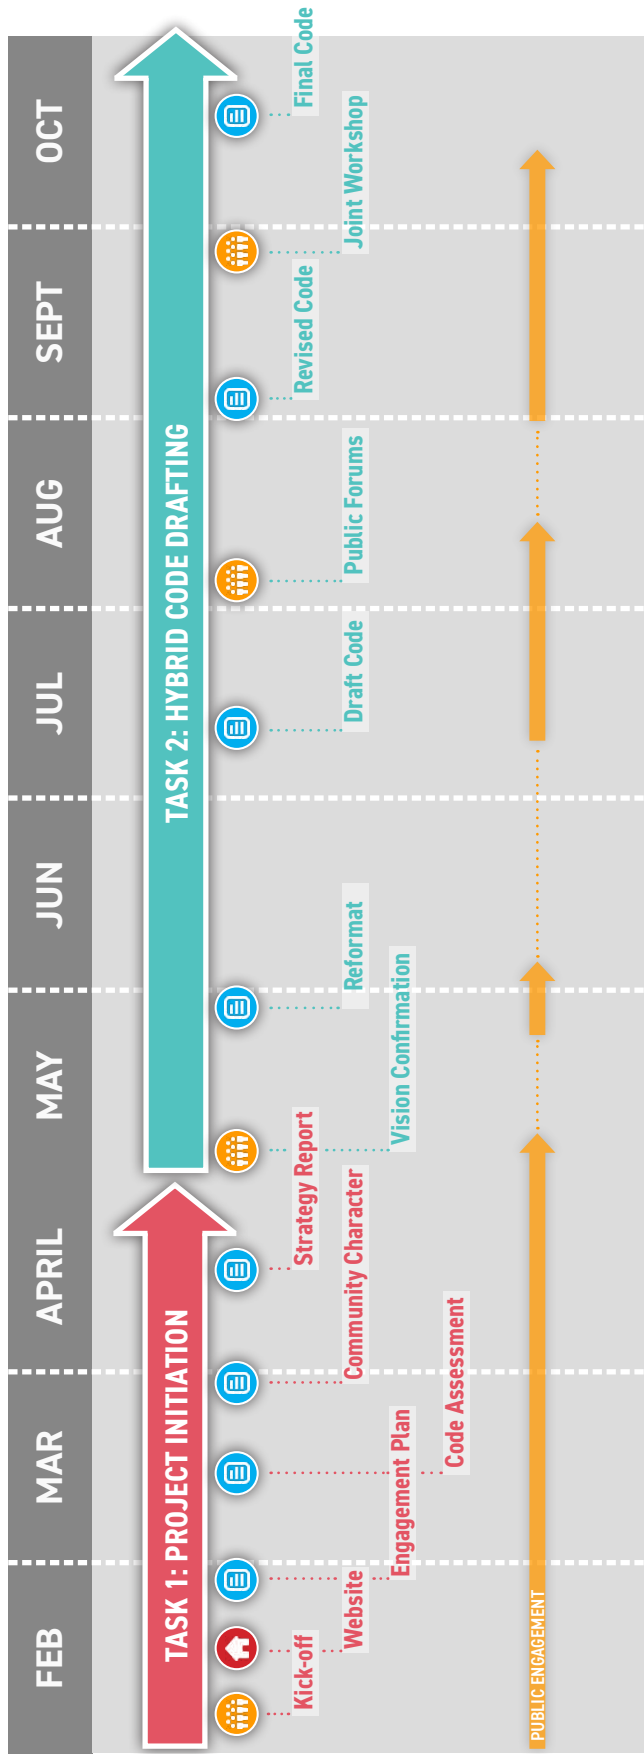 FEB
MAR
APRIL
MAY
JUN
JUL
AUG
SEPT
OCT
TASK 1: PROJECT INITIATION
TASK 2: HYBRID CODE DRAFTING
Kick-off
Website
Engagement Plan
Code Assessment
Community Character
Strategy Report
Vision Confirmation
Reformat
Draft Code
Public Forums
Revised Code
Joint Workshop
Final Code
PUBLIC ENGAGEMENT